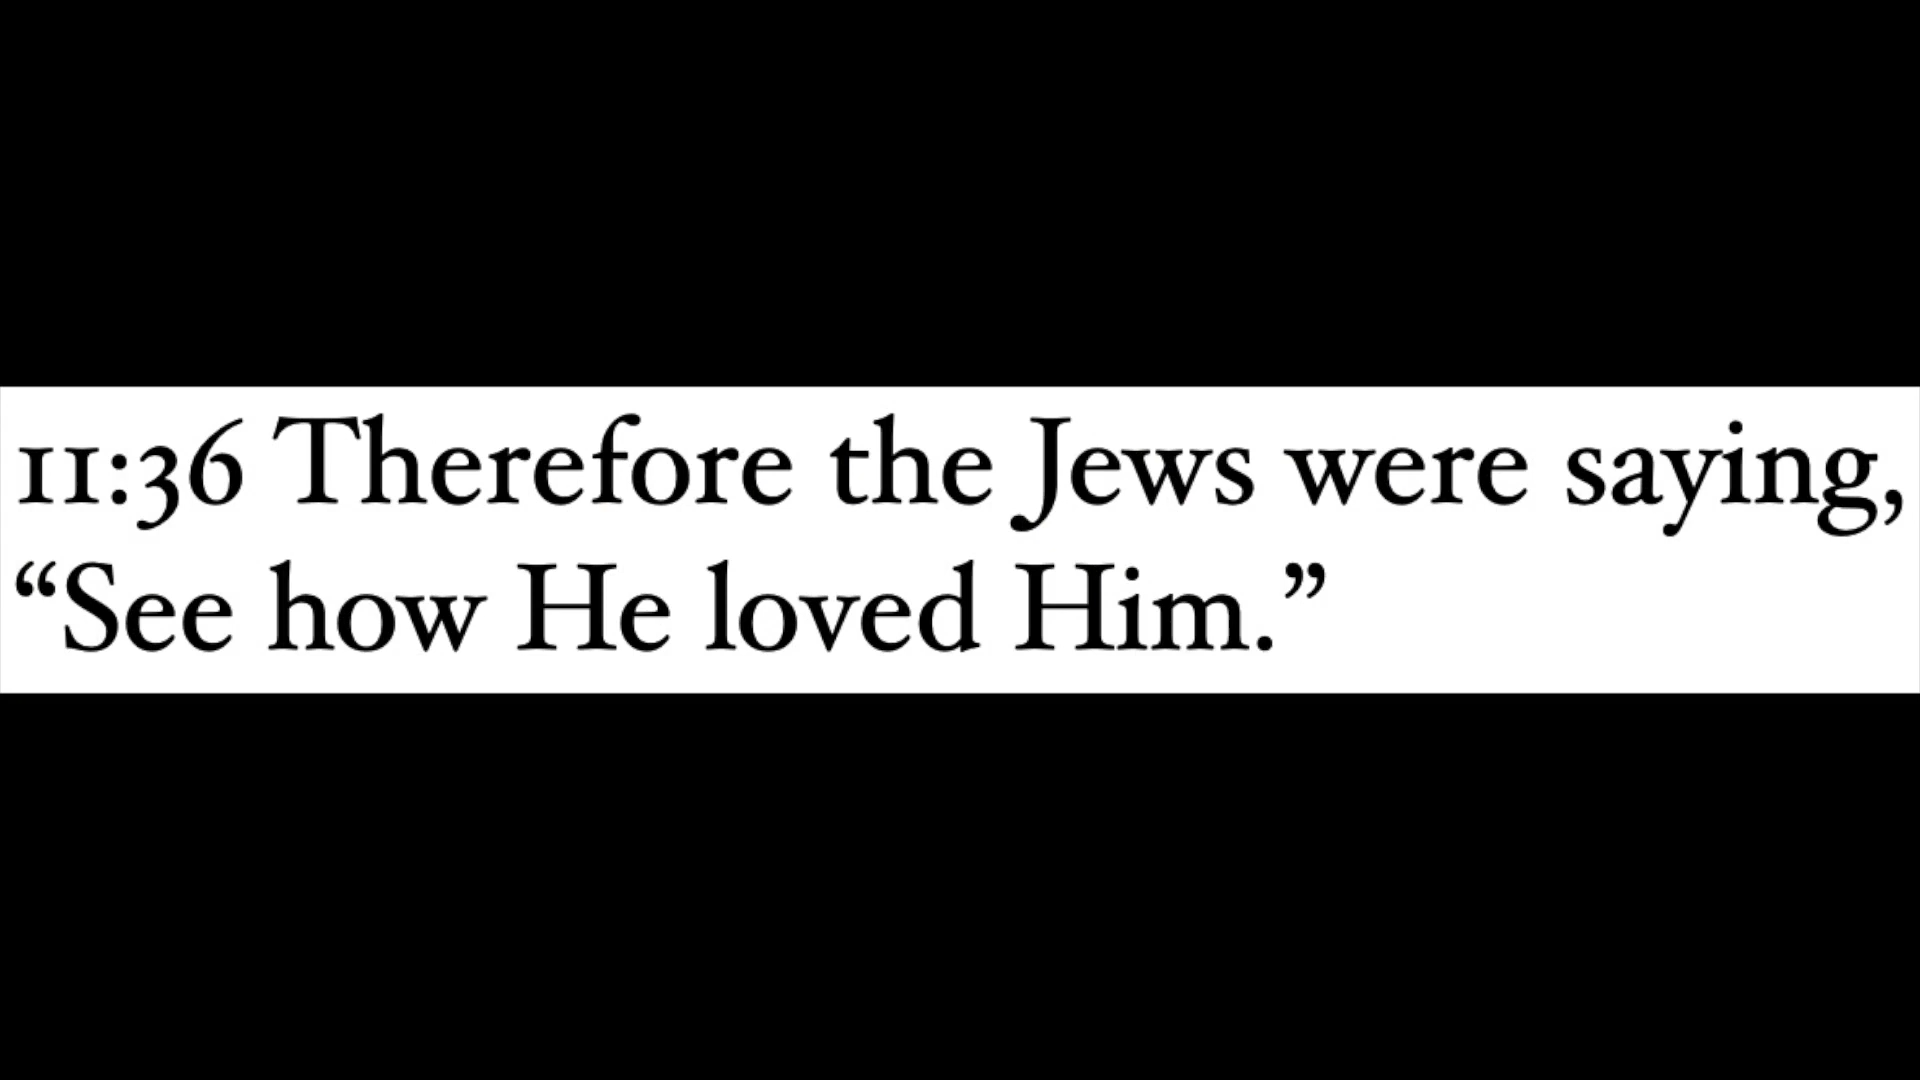 11:36 Therefore the Jews were saying,
“See how He loved Him.”